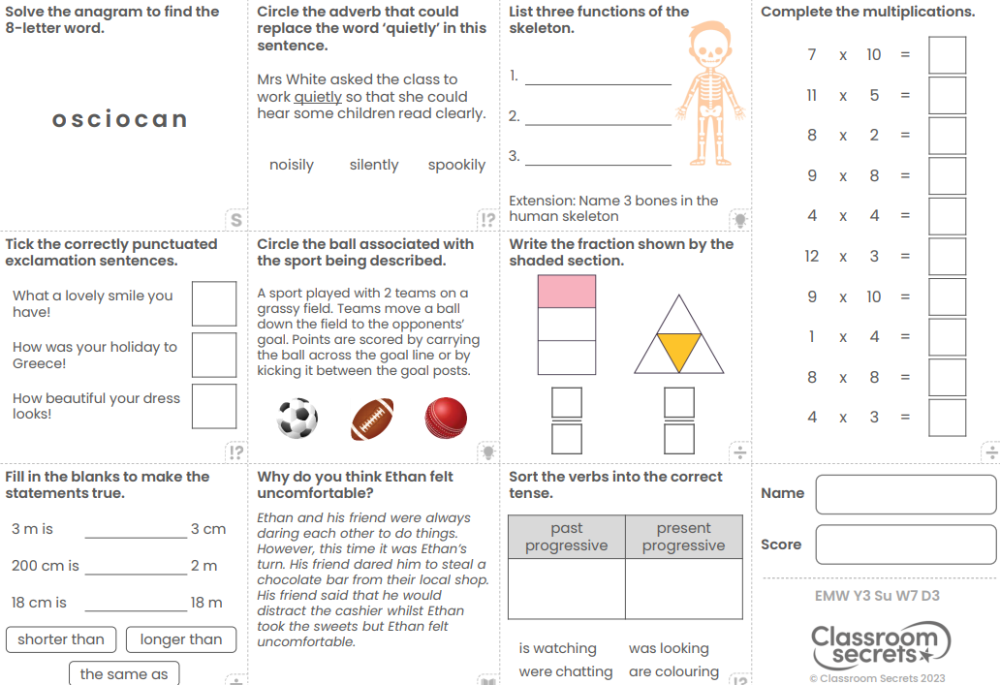 Solve the anagram to find the
8-letter word.
osciocan
S
Circle the adverb that could
replace the word ‘quietly’ in this
sentence.
Mrs White asked the class to
work quietly so that she could
hear some children read clearly.
noisily silently spookily
!?
List three functions of the
skeleton.
1.
2.
3.
Extension: Name 3 bones in the
human skeleton
Complete the multiplications.
7 x 10 =
11 x 5 =
8 x 2 =
9 x 8 =
4 x 4 =
12 x 3 =
9 x 10 =
1 x 4 =
8 x 8 =
4 x 3 =
÷
Tick the correctly punctuated
exclamation sentences.
What a lovely smile you
have!
How was your holiday to
Greece!
How beautiful your dress
looks!
!?
Circle the ball associated with
the sport being described.
A sport played with 2 teams on a
grassy field. Teams move a ball
down the field to the opponents’
goal. Points are scored by carrying
the ball across the goal line or by
kicking it between the goal posts.
Write the fraction shown by the
shaded section.
÷
Fill in the blanks to make the
statements true.
3 m is ___________ 3 cm
200 cm is ___________ 2 m
18 cm is ___________ 18 m
shorter than longer than
the same as
÷
Why do you think Ethan felt
uncomfortable?
Ethan and his friend were always
daring each other to do things.
However, this time it was Ethan’s
turn. His friend dared him to steal a
chocolate bar from their local shop.
His friend said that he would
distract the cashier whilst Ethan
took the sweets but Ethan felt
uncomfortable.
Sort the verbs into the correct
tense.
past present
progressive progressive
is watching was looking
were chatting are colouring
!?
Name
Score
EMW Y3 Su W7 D3
Classroom
secrets
© Classroom Secrets 2023